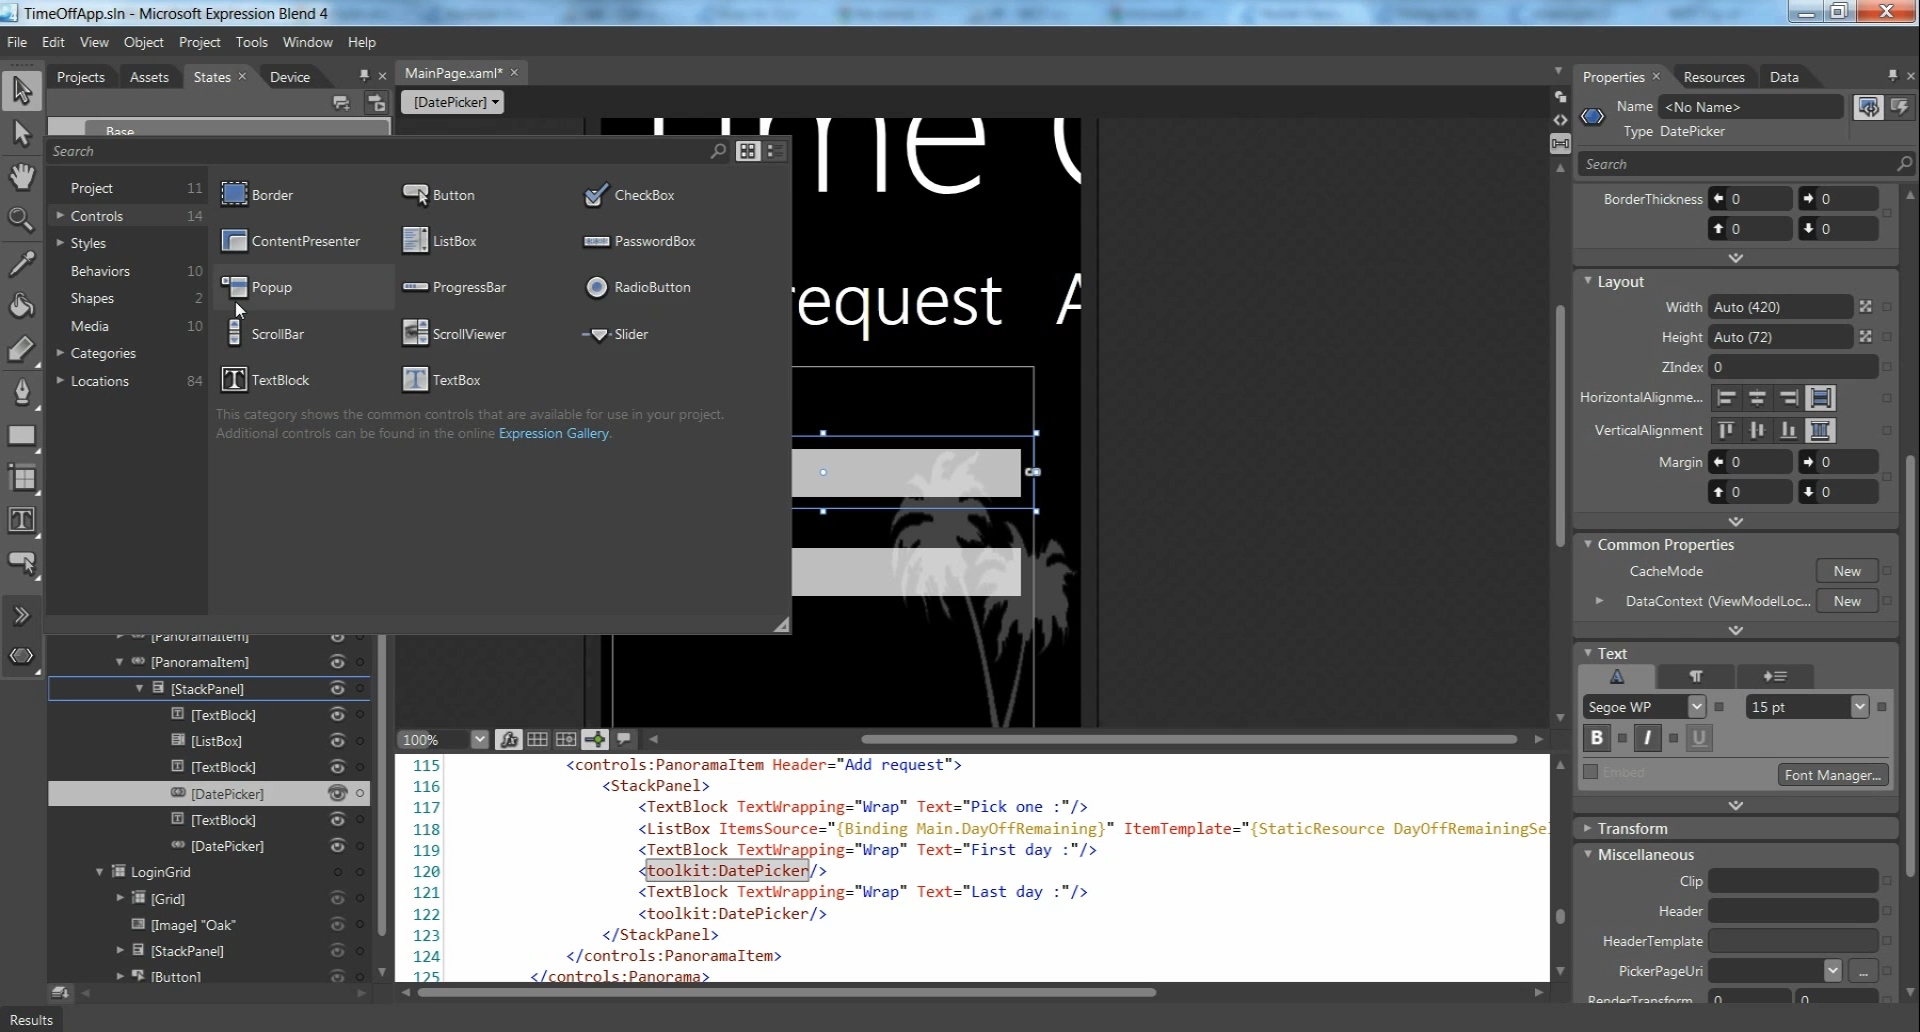 TimeOffApp.sln - Microsoft Expression Blend 4
File Edit View Object Project Tools Window Help
Projects Assets States Device
MainPage.xaml*
Properties Resources Data
[DatePicker]
Name <No Name>
Type DatePicker
Base
Search
Search
Project 11
Controls 14
Styles
Behaviors 10
Shapes 2
Media 10
Categories
Locations 84
Border Button CheckBox
ContentPresenter ListBox PasswordBox
Popup ProgressBar RadioButton
ScrollBar ScrollViewer Slider
TextBlock TextBox
This category shows the common controls that are available for use in your project.
Additional controls can be found in the online Expression Gallery.
request A
BorderThickness 0 0
0 0
Layout
Width Auto (420)
Height Auto (72)
ZIndex 0
HorizontalAlignme...
VerticalAlignment
Margin 0 0
0 0
Common Properties
CacheMode New
DataContext (ViewModelLoc... New
Text
Segoe WP 15 pt
B I U
Embed Font Manager...
Transform
Miscellaneous
Clip
Header
HeaderTemplate
PickerPageUri ...
RenderTransform 0 0
[PanoramaItem]
[PanoramaItem]
[StackPanel]
[TextBlock]
[ListBox]
[TextBlock]
[DatePicker]
[TextBlock]
[DatePicker]
LoginGrid
[Grid]
[Image] "Oak"
[StackPanel]
[Button]
100%
115 <controls:PanoramaItem Header="Add request">
116 <StackPanel>
117 <TextBlock TextWrapping="Wrap" Text="Pick one :"/>
118 <ListBox ItemsSource="{Binding Main.DayOffRemaining}" ItemTemplate="{StaticResource DayOffRemainingSe
119 <TextBlock TextWrapping="Wrap" Text="First day :"/>
120 <toolkit:DatePicker/>
121 <TextBlock TextWrapping="Wrap" Text="Last day :"/>
122 <toolkit:DatePicker/>
123 </StackPanel>
124 </controls:PanoramaItem>
125 </controls:Panorama>
Results